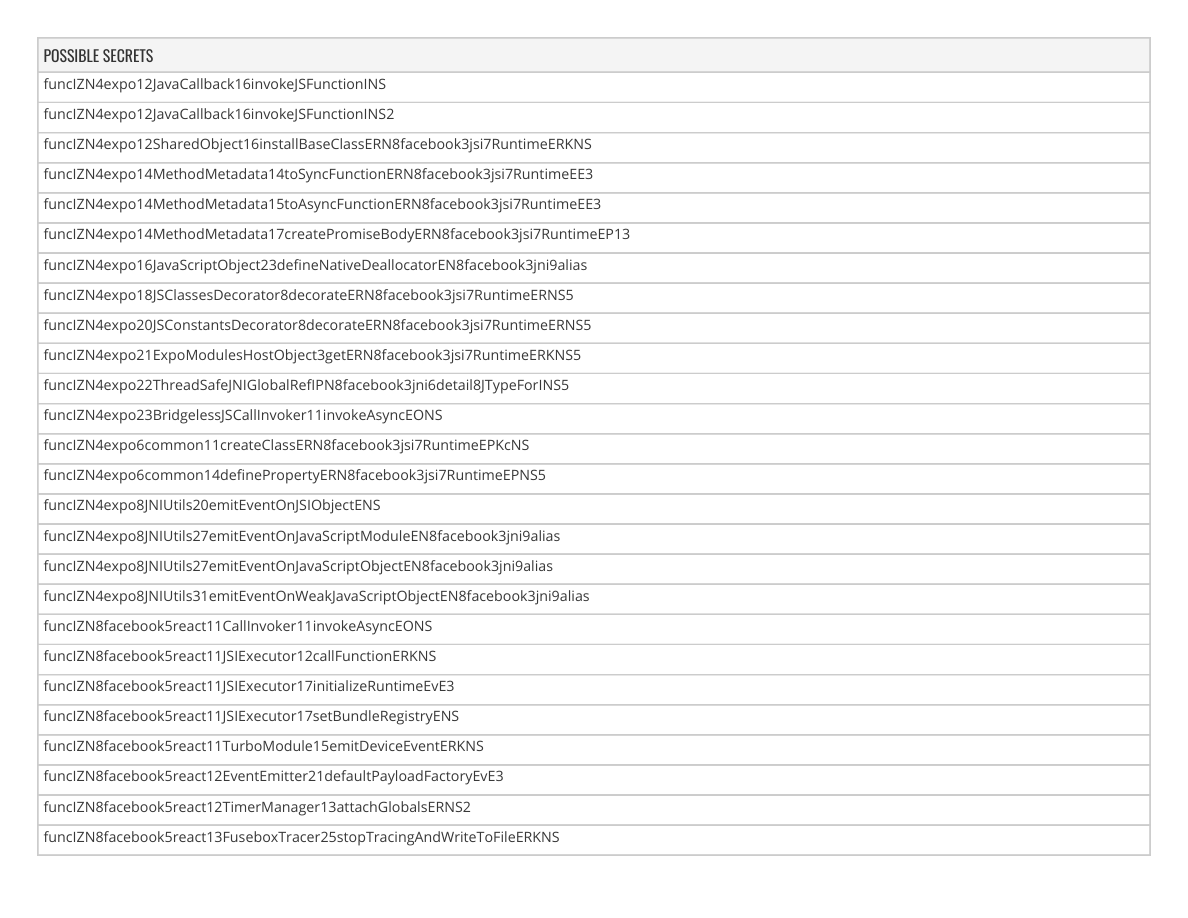 POSSIBLE SECRETS
funcIZN4expo12JavaCallback16invokeJSFunctionINS
funcIZN4expo12JavaCallback16invokeJSFunctionINS2
funcIZN4expo12SharedObject16installBaseClassERN8facebook3jsi7RuntimeERKNS
funcIZN4expo14MethodMetadata14toSyncFunctionERN8facebook3jsi7RuntimeEE3
funcIZN4expo14MethodMetadata15toAsyncFunctionERN8facebook3jsi7RuntimeEE3
funcIZN4expo14MethodMetadata17createPromiseBodyERN8facebook3jsi7RuntimeEP13
funcIZN4expo16JavaScriptObject23defineNativeDeallocatorEN8facebook3jni9alias
funcIZN4expo18JSClassesDecorator8decorateERN8facebook3jsi7RuntimeERNS5
funcIZN4expo20JSConstantsDecorator8decorateERN8facebook3jsi7RuntimeERNS5
funcIZN4expo21ExpoModulesHostObject3getERN8facebook3jsi7RuntimeERKNS5
funcIZN4expo22ThreadSafeJNIGlobalRefIPN8facebook3jni6detail8JTypeForINS5
funcIZN4expo23BridgelessJSCallInvoker11invokeAsyncEONS
funcIZN4expo6common11createClassERN8facebook3jsi7RuntimeEPKcNS
funcIZN4expo6common14definePropertyERN8facebook3jsi7RuntimeEPNS5
funcIZN4expo8JNIUtils20emitEventOnJSIObjectENS
funcIZN4expo8JNIUtils27emitEventOnJavaScriptModuleEN8facebook3jni9alias
funcIZN4expo8JNIUtils27emitEventOnJavaScriptObjectEN8facebook3jni9alias
funcIZN4expo8JNIUtils31emitEventOnWeakJavaScriptObjectEN8facebook3jni9alias
funcIZN8facebook5react11CallInvoker11invokeAsyncEONS
funcIZN8facebook5react11JSIExecutor12callFunctionERKNS
funcIZN8facebook5react11JSIExecutor17initializeRuntimeEvE3
funcIZN8facebook5react11JSIExecutor17setBundleRegistryENS
funcIZN8facebook5react11TurboModule15emitDeviceEventERKNS
funcIZN8facebook5react12EventEmitter21defaultPayloadFactoryEvE3
funcIZN8facebook5react12TimerManager13attachGlobalsERNS2
funcIZN8facebook5react13FuseboxTracer25stopTracingAndWriteToFileERKNS